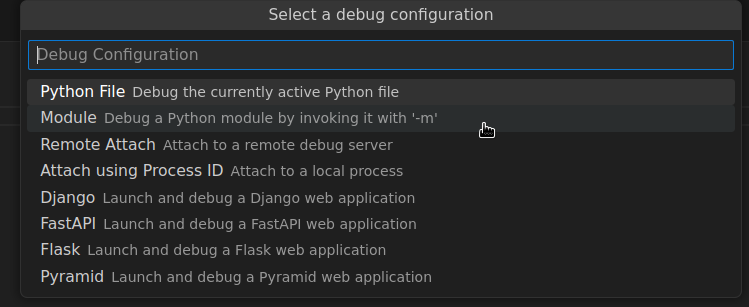 Select a debug configuration
Debug Configuration
Python File Debug the currently active Python file
Module Debug a Python module by invoking it with '-m'
Remote Attach Attach to a remote debug server
Attach using Process ID Attach to a local process
Django Launch and debug a Django web application
FastAPI Launch and debug a FastAPI web application
Flask Launch and debug a Flask web application
Pyramid Launch and debug a Pyramid web application